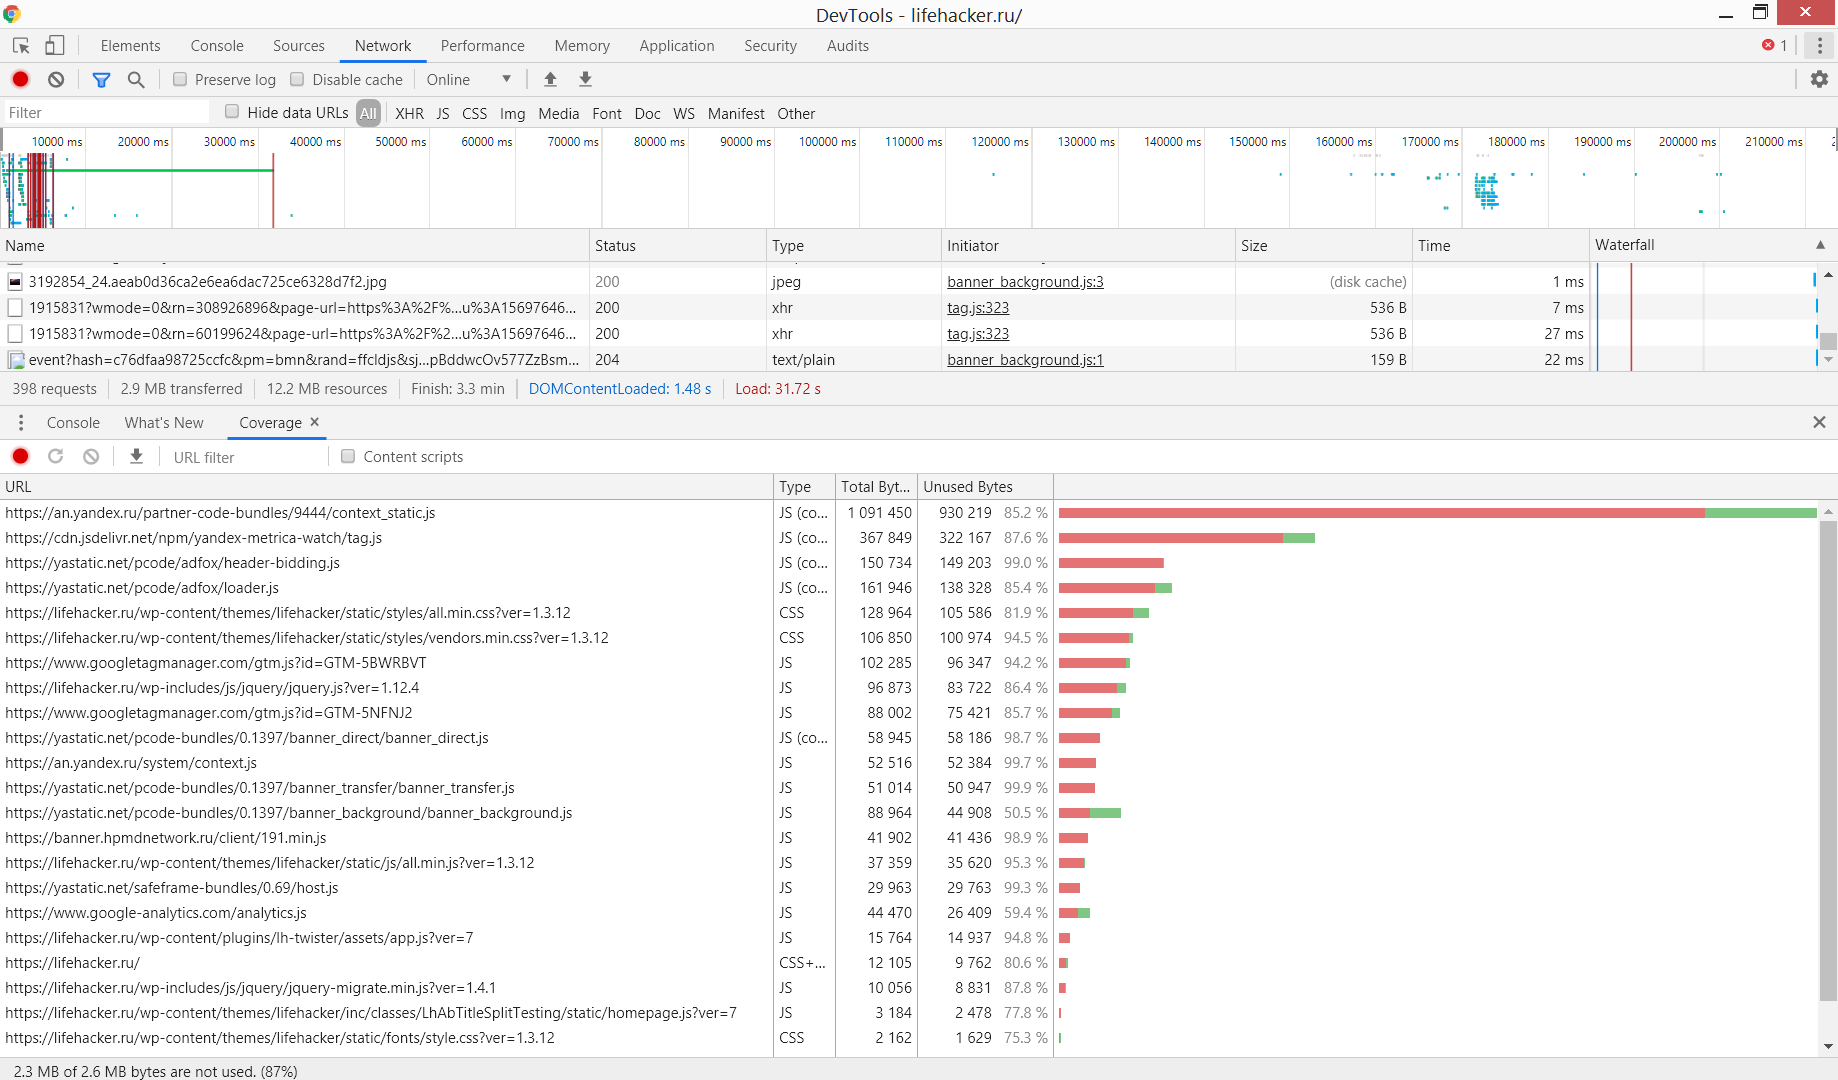 DevTools - lifehacker.ru/
Elements Console Sources Network Performance Memory Application Security Audits 1
Preserve log Disable cache Online
Filter Hide data URLs All XHR JS CSS Img Media Font Doc WS Manifest Other
10000 ms 20000 ms 30000 ms 40000 ms 50000 ms 60000 ms 70000 ms 80000 ms 90000 ms 100000 ms 110000 ms 120000 ms 130000 ms 140000 ms 150000 ms 160000 ms 170000 ms 180000 ms 190000 ms 200000 ms 210000 ms
Name Status Type Initiator Size Time Waterfall
3192854_24.aeab0d36ca2e6ea6dac725ce6328d7f2.jpg 200 jpeg banner_background.js:3 (disk cache) 1 ms
1915831?wmode=0&rn=308926896&page-url=https%3A%2F%...u%3A15697646... 200 xhr tag.js:323 536 B 7 ms
1915831?wmode=0&rn=60199624&page-url=https%3A%2F%2...u%3A15697646... 200 xhr tag.js:323 536 B 27 ms
event?hash=c76dfaa98725ccfc&pm=bmn&rand=ffcldjs&sj...pBddwcOv577ZzBsm... 204 text/plain banner_background.js:1 159 B 22 ms
398 requests 2.9 MB transferred 12.2 MB resources Finish: 3.3 min DOMContentLoaded: 1.48 s Load: 31.72 s
Console What's New Coverage
URL filter Content scripts
URL Type Total Byt... Unused Bytes
https://an.yandex.ru/partner-code-bundles/9444/context_static.js JS (co... 1 091 450 930 219 85.2 %
https://cdn.jsdelivr.net/npm/yandex-metrica-watch/tag.js JS (co... 367 849 322 167 87.6 %
https://yastatic.net/pcode/adfox/header-bidding.js JS (co... 150 734 149 203 99.0 %
https://yastatic.net/pcode/adfox/loader.js JS (co... 161 946 138 328 85.4 %
https://lifehacker.ru/wp-content/themes/lifehacker/static/styles/all.min.css?ver=1.3.12 CSS 128 964 105 586 81.9 %
https://lifehacker.ru/wp-content/themes/lifehacker/static/styles/vendors.min.css?ver=1.3.12 CSS 106 850 100 974 94.5 %
https://www.googletagmanager.com/gtm.js?id=GTM-5BWRBVT JS 102 285 96 347 94.2 %
https://lifehacker.ru/wp-includes/js/jquery/jquery.js?ver=1.12.4 JS 96 873 83 722 86.4 %
https://www.googletagmanager.com/gtm.js?id=GTM-5NFNJ2 JS 88 002 75 421 85.7 %
https://yastatic.net/pcode-bundles/0.1397/banner_direct/banner_direct.js JS (co... 58 945 58 186 98.7 %
https://an.yandex.ru/system/context.js JS 52 516 52 384 99.7 %
https://yastatic.net/pcode-bundles/0.1397/banner_transfer/banner_transfer.js JS 51 014 50 947 99.9 %
https://yastatic.net/pcode-bundles/0.1397/banner_background/banner_background.js JS 88 964 44 908 50.5 %
https://banner.hpmdnetwork.ru/client/191.min.js JS 41 902 41 436 98.9 %
https://lifehacker.ru/wp-content/themes/lifehacker/static/js/all.min.js?ver=1.3.12 JS 37 359 35 620 95.3 %
https://yastatic.net/safeframe-bundles/0.69/host.js JS 29 963 29 763 99.3 %
https://www.google-analytics.com/analytics.js JS 44 470 26 409 59.4 %
https://lifehacker.ru/wp-content/plugins/lh-twister/assets/app.js?ver=7 JS 15 764 14 937 94.8 %
https://lifehacker.ru/ CSS+... 12 105 9 762 80.6 %
https://lifehacker.ru/wp-includes/js/jquery/jquery-migrate.min.js?ver=1.4.1 JS 10 056 8 831 87.8 %
https://lifehacker.ru/wp-content/themes/lifehacker/inc/classes/LhAbTitleSplitTesting/static/homepage.js?ver=7 JS 3 184 2 478 77.8 %
https://lifehacker.ru/wp-content/themes/lifehacker/static/fonts/style.css?ver=1.3.12 CSS 2 162 1 629 75.3 %
2.3 MB of 2.6 MB bytes are not used. (87%)